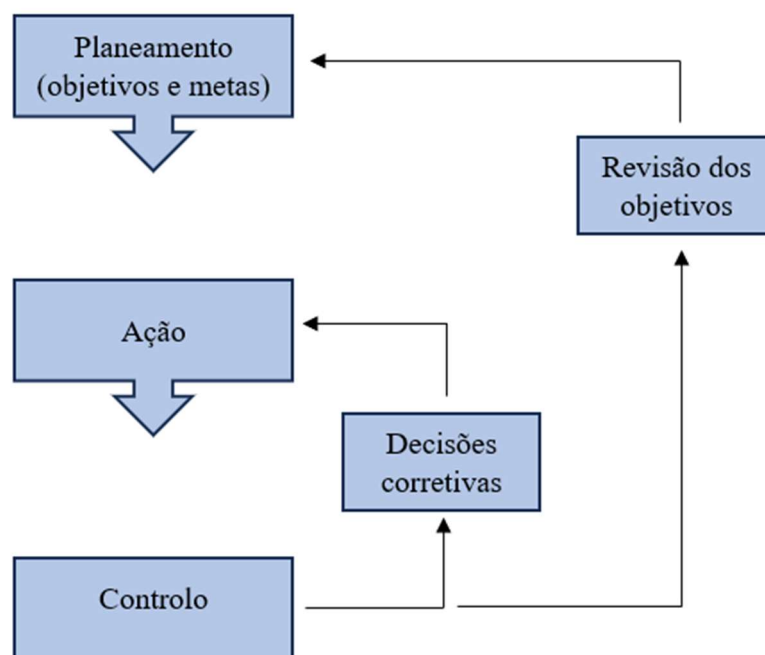 Planeamento
(objetivos e metas)
Revisão dos
objetivos
Ação
Decisões
corretivas
Controlo